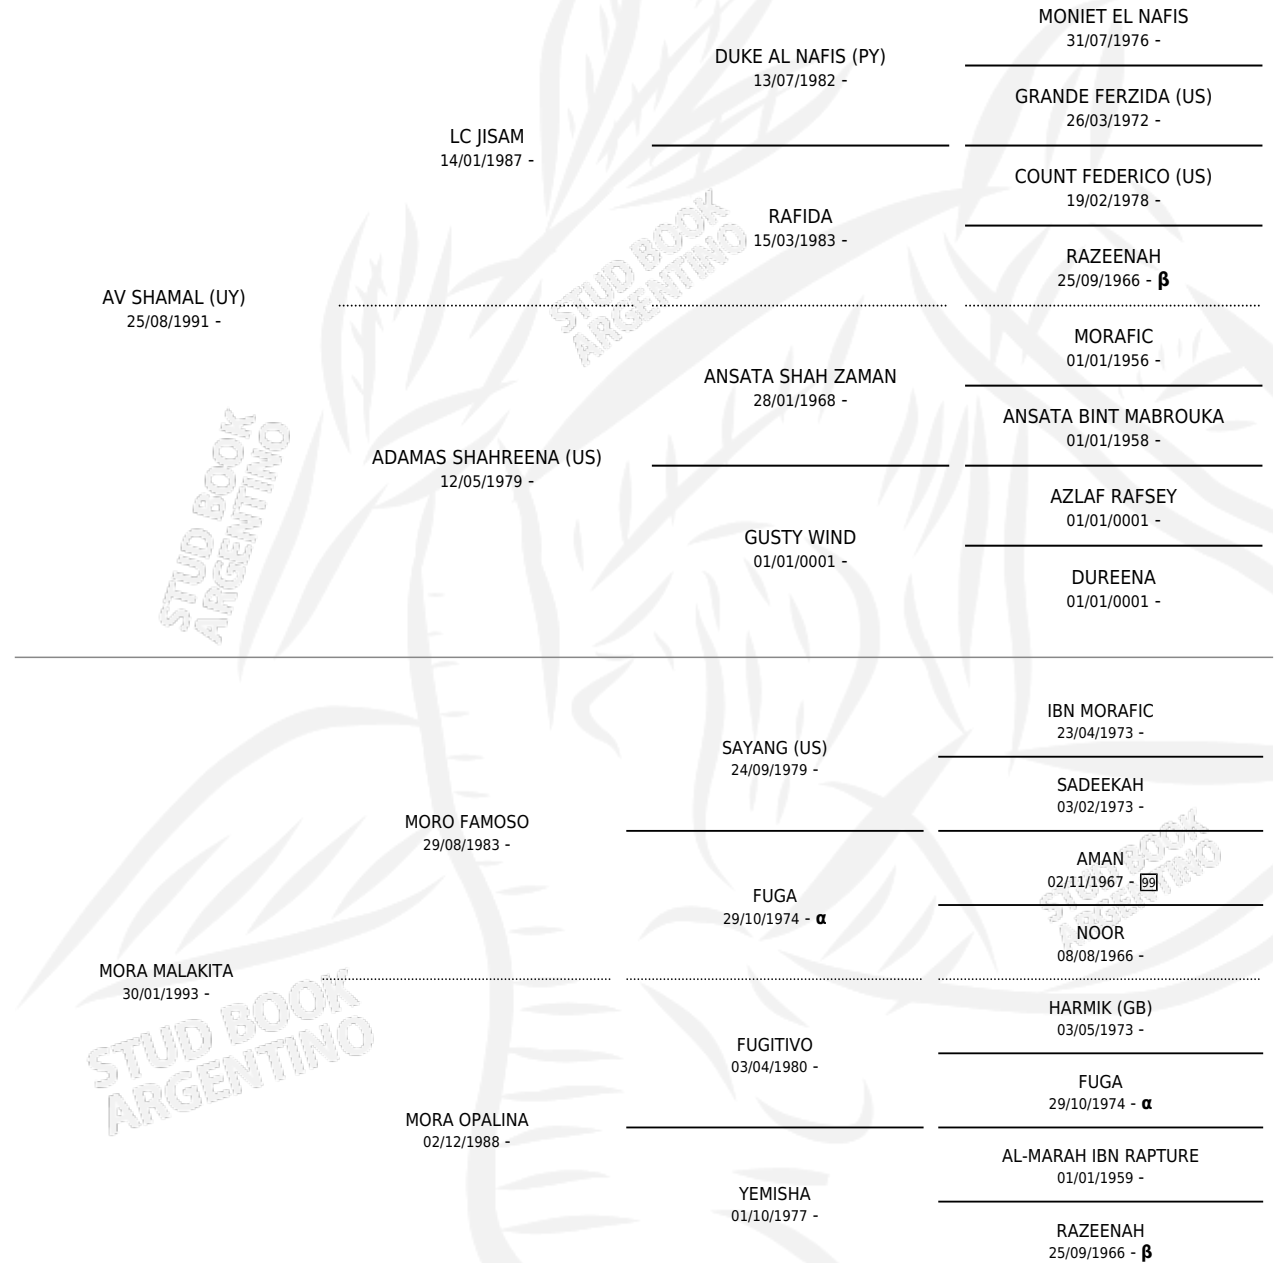 MONIET EL NAFIS
31/07/1976 -
DUKE AL NAFIS (PY)
13/07/1982 -
GRANDE FERZIDA (US)
26/03/1972 -
LC JISAM
14/01/1987 -
COUNT FEDERICO (US)
19/02/1978 -
RAFIDA
15/03/1983 -
RAZEENAH
25/09/1966 - β
AV SHAMAL (UY)
25/08/1991 -
MORAFIC
01/01/1956 -
ANSATA SHAH ZAMAN
28/01/1968 -
ANSATA BINT MABROUKA
01/01/1958 -
ADAMAS SHAHREENA (US)
12/05/1979 -
AZLAF RAFSEY
01/01/0001 -
GUSTY WIND
01/01/0001 -
DUREENA
01/01/0001 -
IBN MORAFIC
23/04/1973 -
SAYANG (US)
24/09/1979 -
SADEEKAH
03/02/1973 -
MORO FAMOSO
29/08/1983 -
AMAN
02/11/1967 - 99
FUGA
29/10/1974 - α
NOOR
08/08/1966 -
MORA MALAKITA
30/01/1993 -
HARMIK (GB)
03/05/1973 -
FUGITIVO
03/04/1980 -
FUGA
29/10/1974 - α
MORA OPALINA
02/12/1988 -
AL-MARAH IBN RAPTURE
01/01/1959 -
YEMISHA
01/10/1977 -
RAZEENAH
25/09/1966 - β
STUD BOOK
ARGENTINO
STUD BOOK
ARGENTINO
STUD BOOK
ARGENTINO
STUD BOOK
ARGENTINO